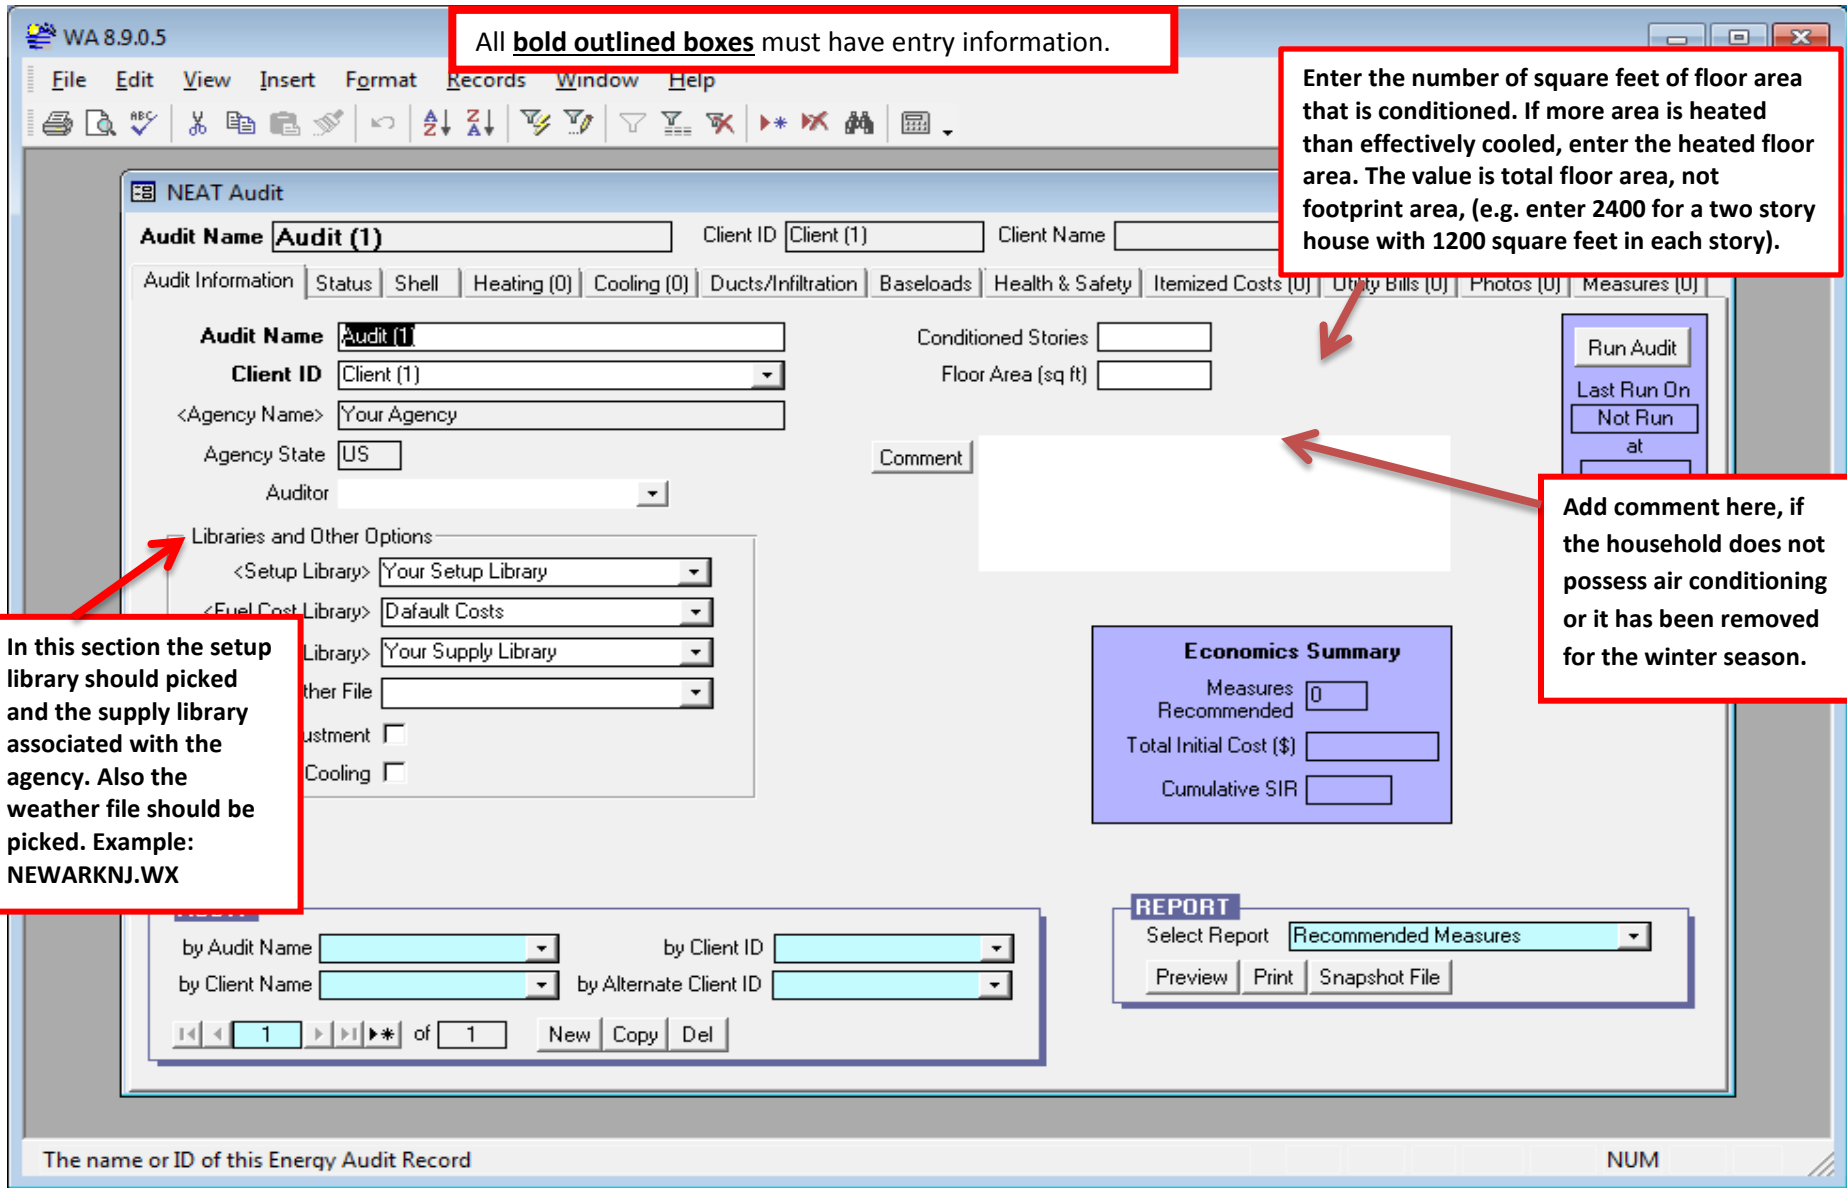 WA 8.9.0.5
All bold outlined boxes must have entry information.
File Edit View Insert Format Records Window Help
Enter the number of square feet of floor area
that is conditioned. If more area is heated
than effectively cooled, enter the heated floor
area. The value is total floor area, not
footprint area, (e.g. enter 2400 for a two story
house with 1200 square feet in each story).
NEAT Audit
Audit Name Audit (1) Client ID Client (1) Client Name
Audit Information Status Shell Heating (0) Cooling (0) Ducts/Infiltration Baseloads Health & Safety Itemized Costs (0) Utility Bills (0) Photos (0) Measures (0)
Audit Name Audit (1)
Client ID Client (1)
<Agency Name> Your Agency
Agency State US
Auditor
Conditioned Stories
Floor Area (sq ft)
Comment
Run Audit
Last Run On
Not Run
at
Add comment here, if
the household does not
possess air conditioning
or it has been removed
for the winter season.
Libraries and Other Options
<Setup Library> Your Setup Library
<Fuel Cost Library> Dafault Costs
Library> Your Supply Library
ther File
ustment
Cooling
In this section the setup
library should picked
and the supply library
associated with the
agency. Also the
weather file should be
picked. Example:
NEWARKNJ.WX
Economics Summary
Measures
Recommended 0
Total Initial Cost ($)
Cumulative SIR
by Audit Name by Client ID
by Client Name by Alternate Client ID
1 of 1 New Copy Del
REPORT
Select Report Recommended Measures
Preview Print Snapshot File
The name or ID of this Energy Audit Record NUM